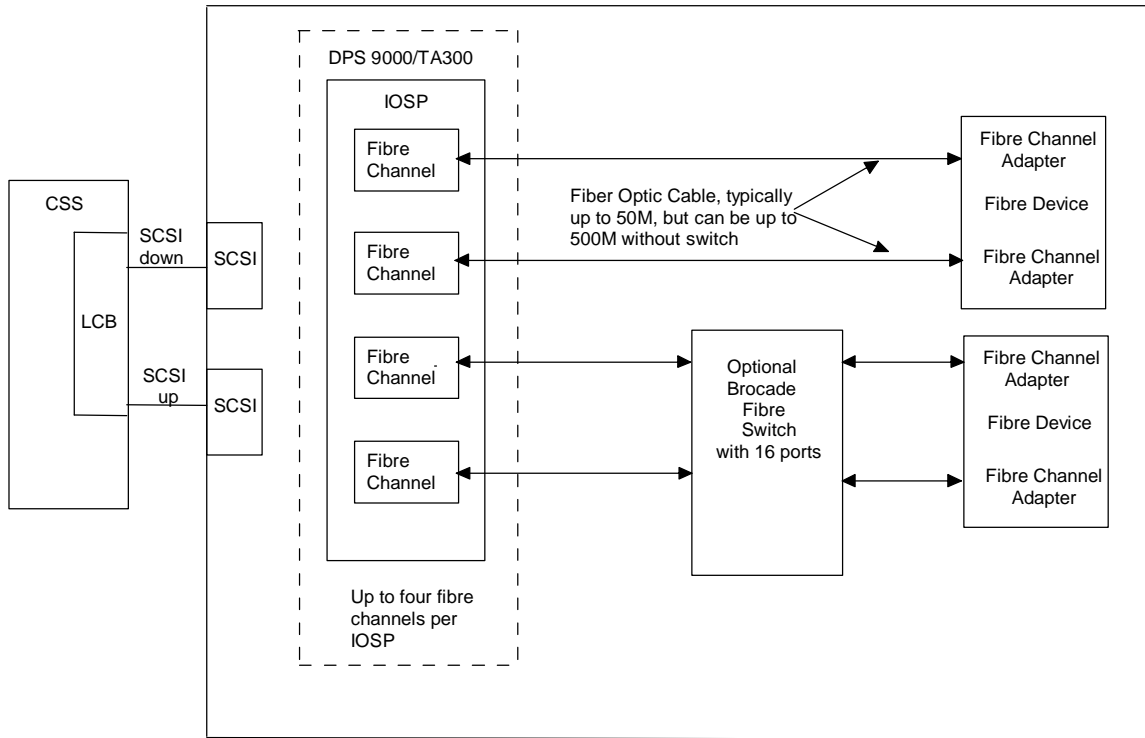 DPS 9000/TA300
IOSP
Fibre
Channel
Fibre
Channel
Fibre
Channel
Fibre
Channel
Up to four fibre
channels per
IOSP
CSS
LCB
SCSI
down
SCSI
up
SCSI
SCSI
Fiber Optic Cable, typically
up to 50M, but can be up to
500M without switch
Optional
Brocade
Fibre
Switch
with 16 ports
Fibre Channel
Adapter
Fibre Device
Fibre Channel
Adapter
Fibre Channel
Adapter
Fibre Device
Fibre Channel
Adapter